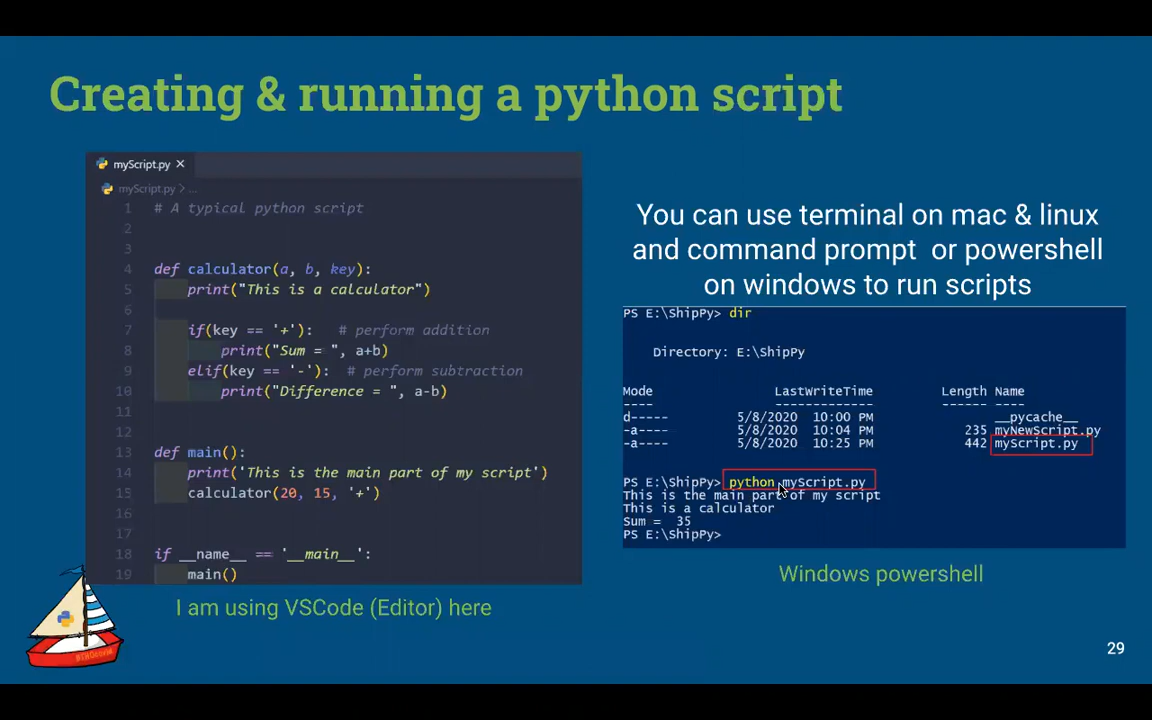 Creating & running a python script
myScript.py ×
myScript.py > ...
1 # A typical python script
2
3
4 def calculator(a, b, key):
5 print("This is a calculator")
6
7 if(key == '+'): # perform addition
8 print("Sum = ", a+b)
9 elif(key == '-'): # perform subtraction
10 print("Difference = ", a-b)
11
12
13 def main():
14 print('This is the main part of my script')
15 calculator(20, 15, '+')
16
17
18 if __name__ == '__main__':
19 main()
I am using VSCode (Editor) here
You can use terminal on mac & linux
and command prompt or powershell
on windows to run scripts
PS E:\ShipPy> dir
Directory: E:\ShipPy
Mode LastWriteTime Length Name
---- ------------- ------ ----
d----- 5/8/2020 10:00 PM __pycache__
-a---- 5/8/2020 10:04 PM 235 myNewScript.py
-a---- 5/8/2020 10:25 PM 442 myScript.py
PS E:\ShipPy> python myScript.py
This is the main part of my script
This is a calculator
Sum = 35
PS E:\ShipPy>
Windows powershell
29